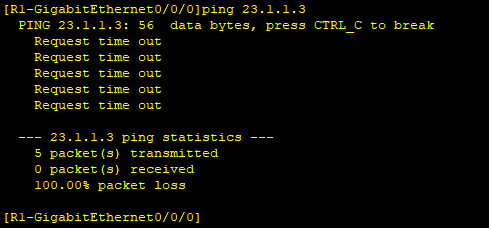 [R1-GigabitEthernet0/0/0]ping 23.1.1.3
PING 23.1.1.3: 56  data bytes, press CTRL_C to break
Request time out
Request time out
Request time out
Request time out
Request time out
--- 23.1.1.3 ping statistics ---
5 packet(s) transmitted
0 packet(s) received
100.00% packet loss
[R1-GigabitEthernet0/0/0]